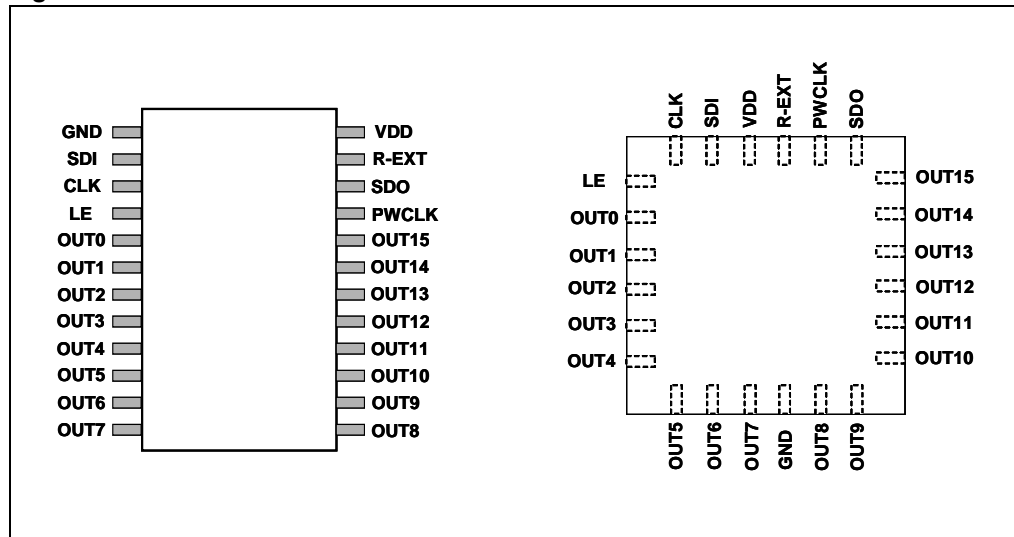 GND
SDI
CLK
LE
OUT0
OUT1
OUT2
OUT3
OUT4
OUT5
OUT6
OUT7
VDD
R-EXT
SDO
PWCLK
OUT15
OUT14
OUT13
OUT12
OUT11
OUT10
OUT9
OUT8
CLK
SDI
VDD
R-EXT
PWCLK
SDO
LE
OUT0
OUT1
OUT2
OUT3
OUT4
OUT15
OUT14
OUT13
OUT12
OUT11
OUT10
OUT5
OUT6
OUT7
GND
OUT8
OUT9